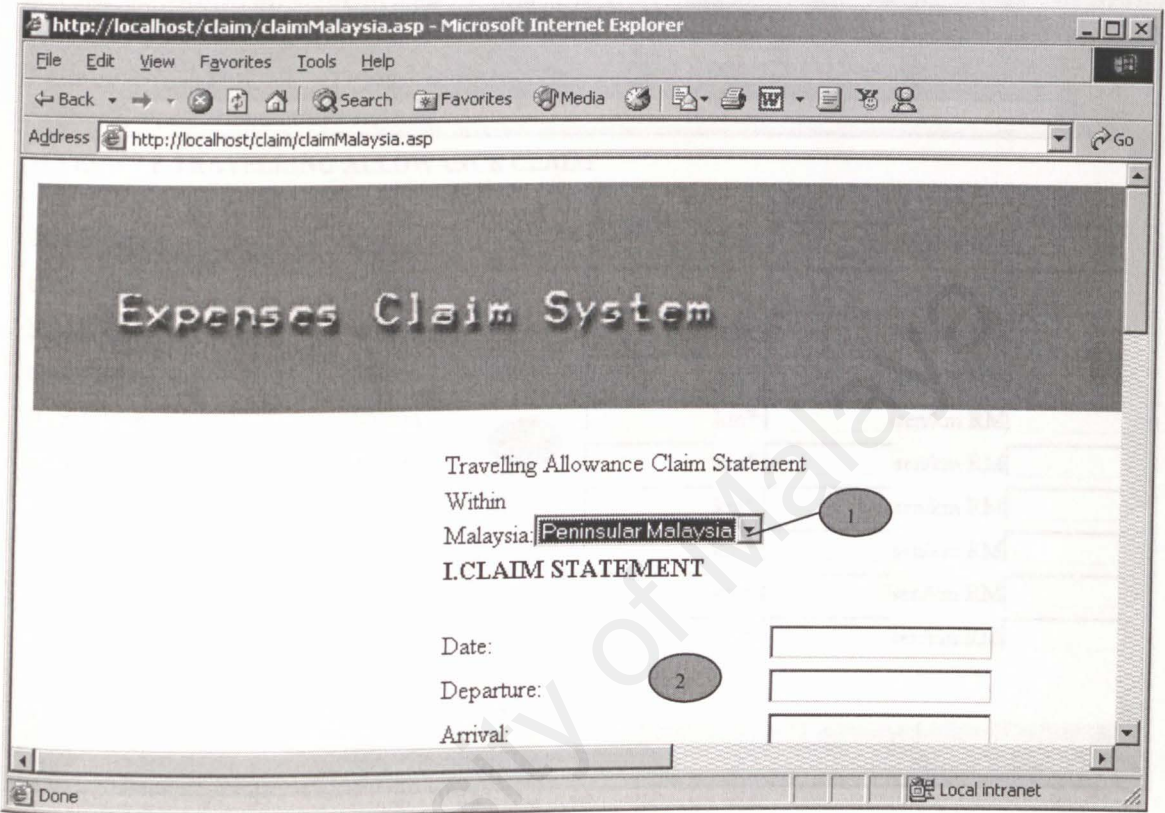 http://localhost/claim/claimMalaysia.asp - Microsoft Internet Explorer
File Edit View Favorites Tools Help
Back Search Favorites Media
Address http://localhost/claim/claimMalaysia.asp Go
Expenses Claim System
Travelling Allowance Claim Statement
Within
Malaysia: Peninsular Malaysia 1
I.CLAIM STATEMENT
Date:
Departure: 2
Arrival:
Done Local intranet
of Malaya